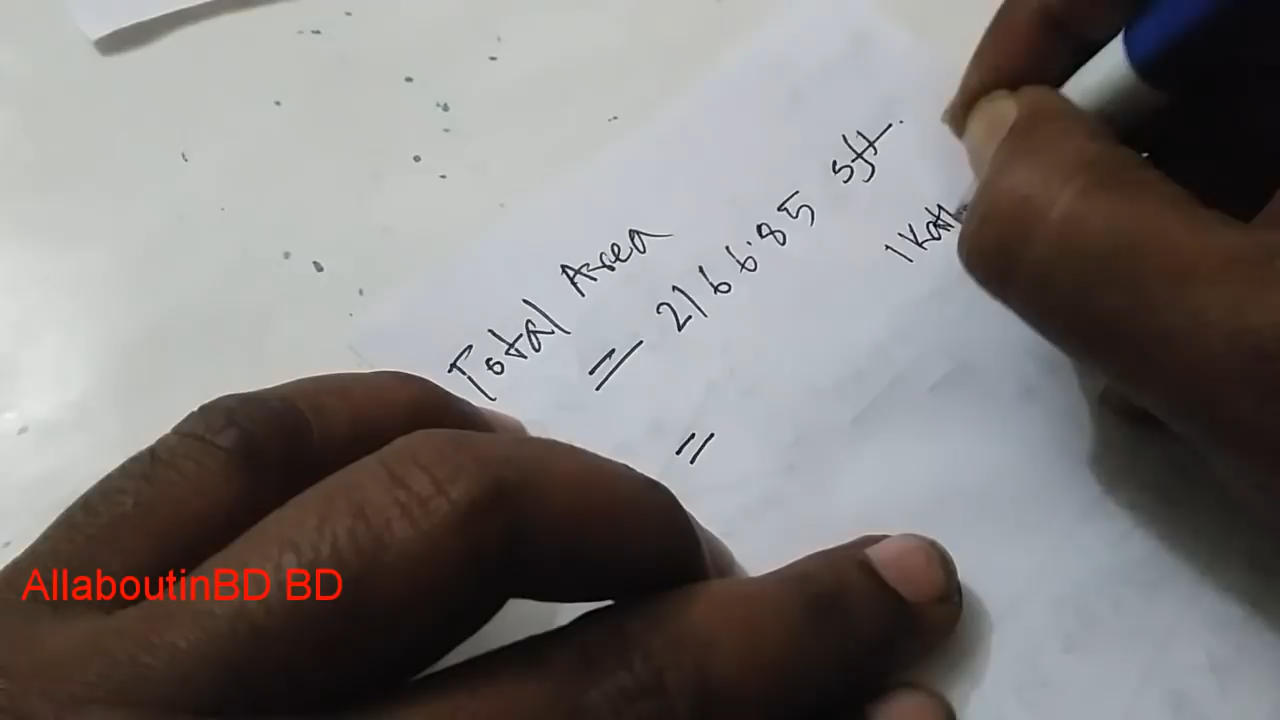 Total Area
= 2166.85 sft.
1 Kat
=
AllaboutinBD BD